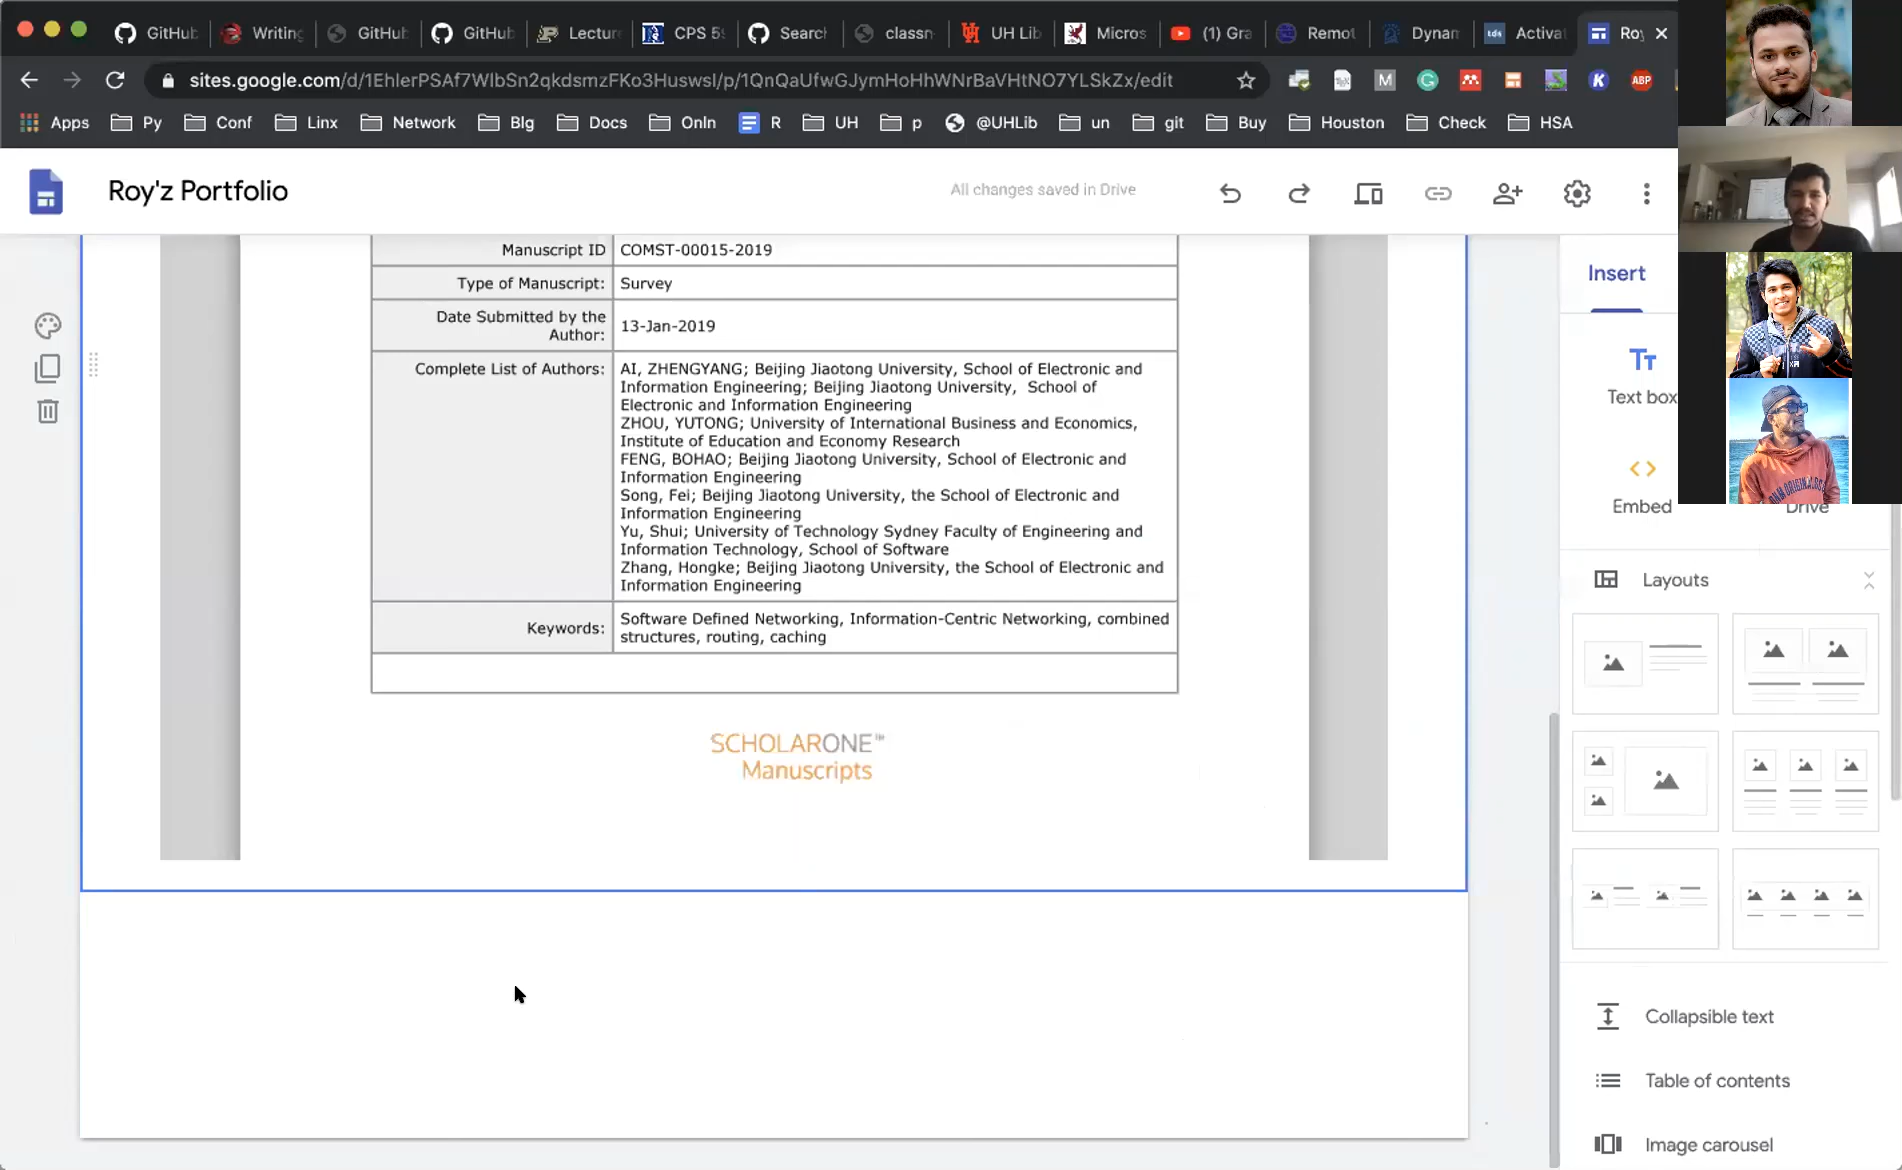 GitHub
Writing
GitHub
GitHub
Lecture
CPS 5
Search
classn
UH Lib
Micros
(1) Gra
Remot
Dynam
tds
Activat
Roy
sites.google.com/d/1EhlerPSAf7WIbSn2qkdsmzFKo3Huswsl/p/1QnQaUfwGJymHoHhWNrBaVHtNO7YLSkZx/edit
M
G
K
ABP
Apps
Py
Conf
Linx
Network
Blg
Docs
Onln
R
UH
p
@UHLib
un
git
Buy
Houston
Check
HSA
Roy'z Portfolio
All changes saved in Drive
Manuscript ID
COMST-00015-2019
Type of Manuscript:
Survey
Date Submitted by the
Author:
13-Jan-2019
Complete List of Authors:
AI, ZHENGYANG; Beijing Jiaotong University, School of Electronic and
Information Engineering; Beijing Jiaotong University, School of
Electronic and Information Engineering
ZHOU, YUTONG; University of International Business and Economics,
Institute of Education and Economy Research
FENG, BOHAO; Beijing Jiaotong University, School of Electronic and
Information Engineering
Song, Fei; Beijing Jiaotong University, the School of Electronic and
Information Engineering
Yu, Shui; University of Technology Sydney Faculty of Engineering and
Information Technology, School of Software
Zhang, Hongke; Beijing Jiaotong University, the School of Electronic and
Information Engineering
Keywords:
Software Defined Networking, Information-Centric Networking, combined
structures, routing, caching
SCHOLARONE™
Manuscripts
Insert
Tт
Text box
Embed
Drive
Layouts
Collapsible text
Table of contents
Image carousel